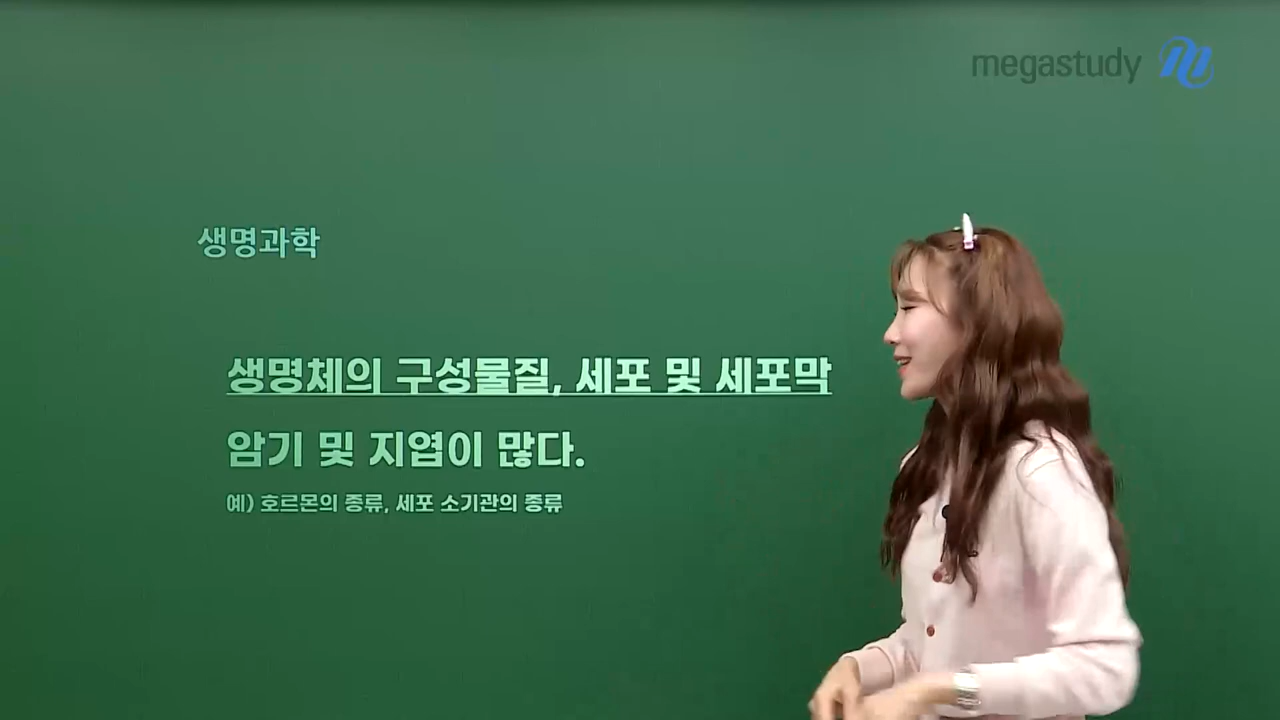 megastudy
생명과학
생명체의 구성물질, 세포 및 세포막
암기 및 지엽이 많다.
예) 호르몬의 종류, 세포 소기관의 종류